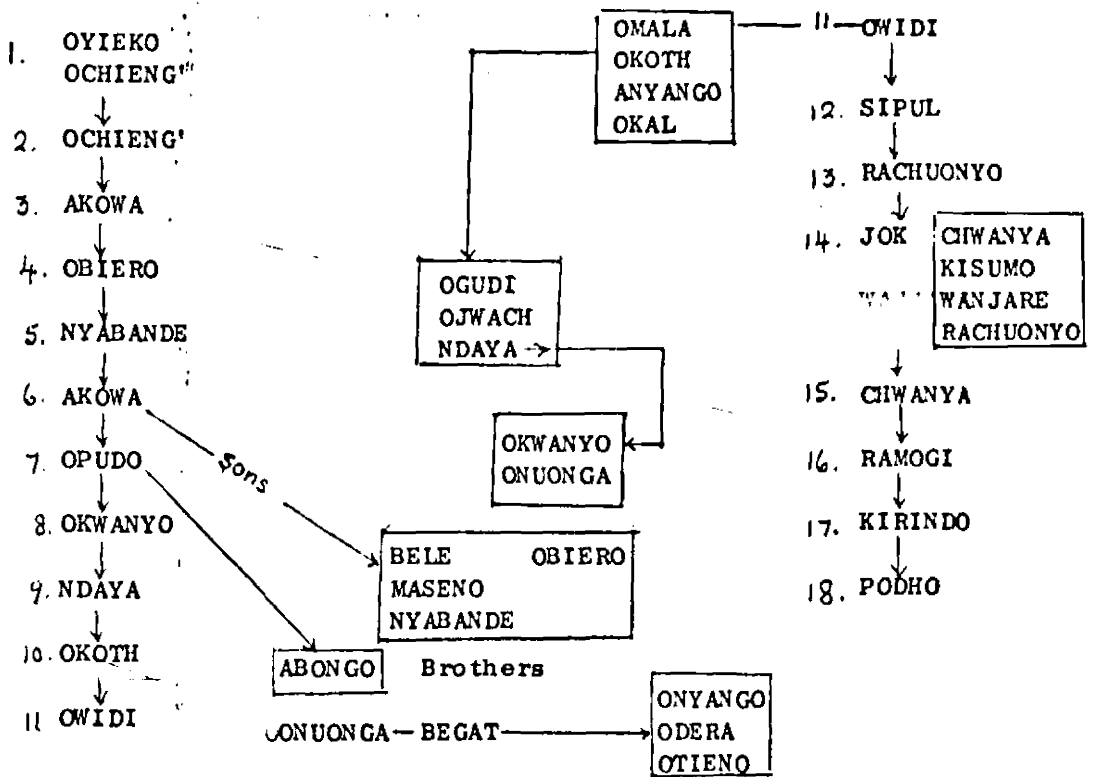 1. OYIEKO
OCHIENG'"
2. OCHIENG'
3. AKOWA
4. OBIERO
5. NYABANDE
6. AKOWA
7. OPUDO
8. OKWANYO
9. NDAYA
10. OKOTH
11 OWIDI
Sons
OMALA
OKOTH
ANYANGO
OKAL
OGUDI
OJWACH
NDAYA
OKWANYO
ONUONGA
BELE OBIERO
MASENO
NYABANDE
ABONGO Brothers
ONUONGA BEGAT
ONYANGO
ODERA
OTIENO
11 OWIDI
12. SIPUL
13. RACHUONYO
14. JOK
CHWANYA
KISUMO
WANJARE
RACHUONYO
15. CHWANYA
16. RAMOGI
17. KIRINDO
18. PODHO